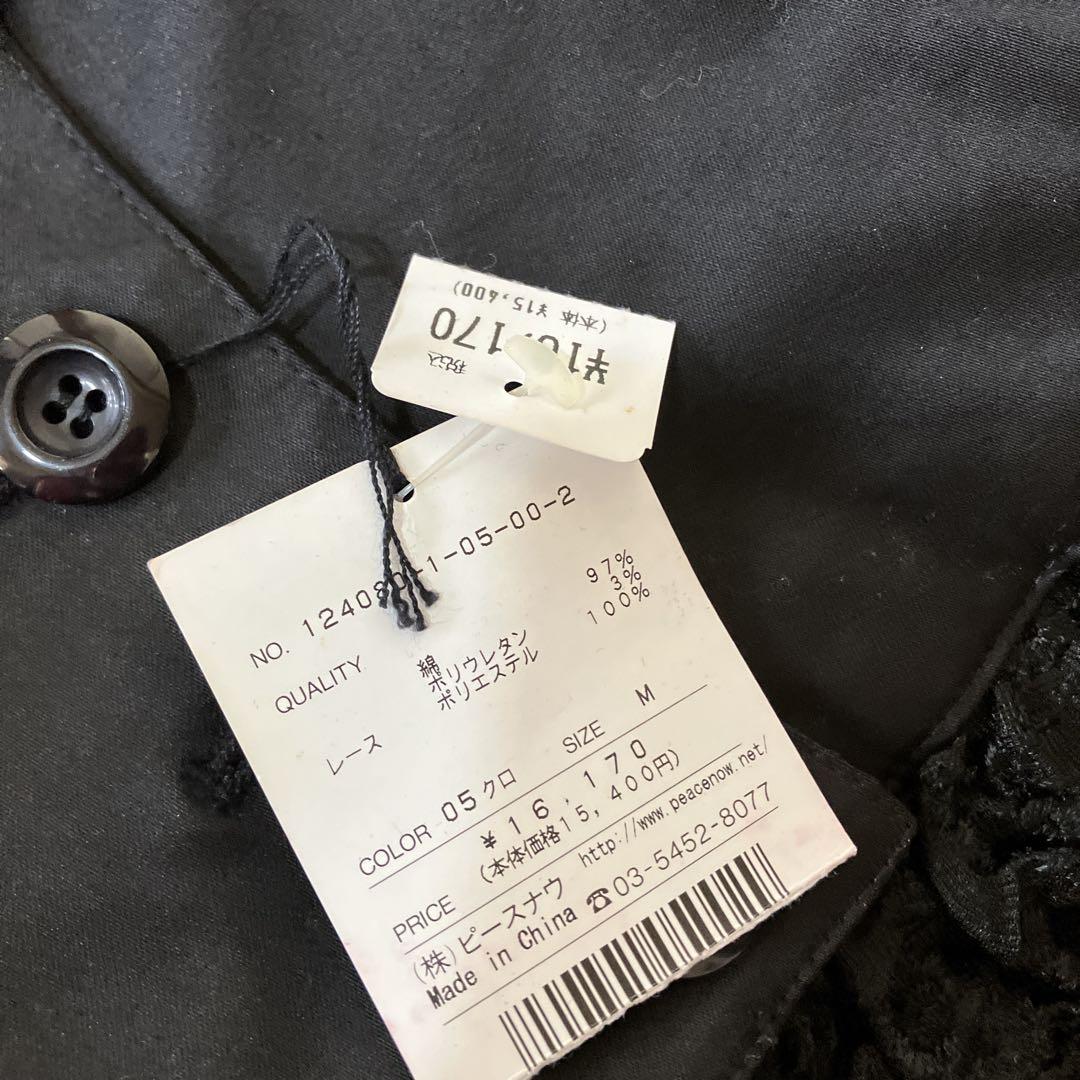 ¥16,170
税込
(本体 ¥15,400)
NO. 124080-1-05-00-2
QUALITY 綿 97%
ポリウレタン 3%
レース ポリエステル 100%
COLOR 05 クロ SIZE M
PRICE ¥16,170
(本体価格15,400円)
(株)ピースナウ http://www.peacenow.net/
Made in China ☎03-5452-8077